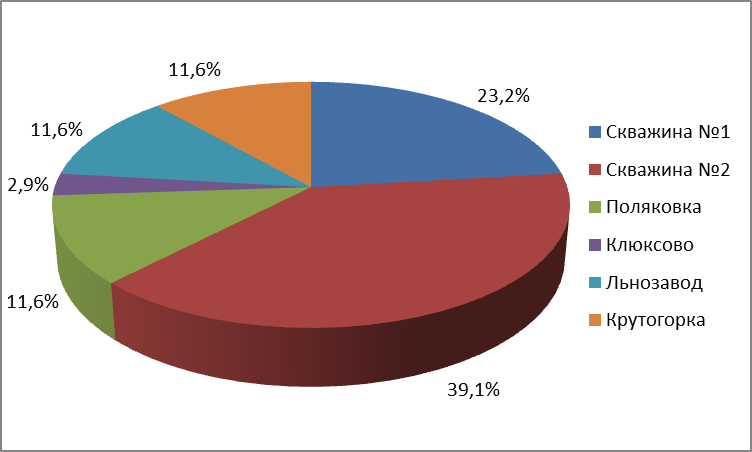 11,6%
23,2%
11,6%
2,9%
11,6%
39,1%
Скважина №1
Скважина №2
Поляковка
Клюксово
Льнозавод
Крутогорка